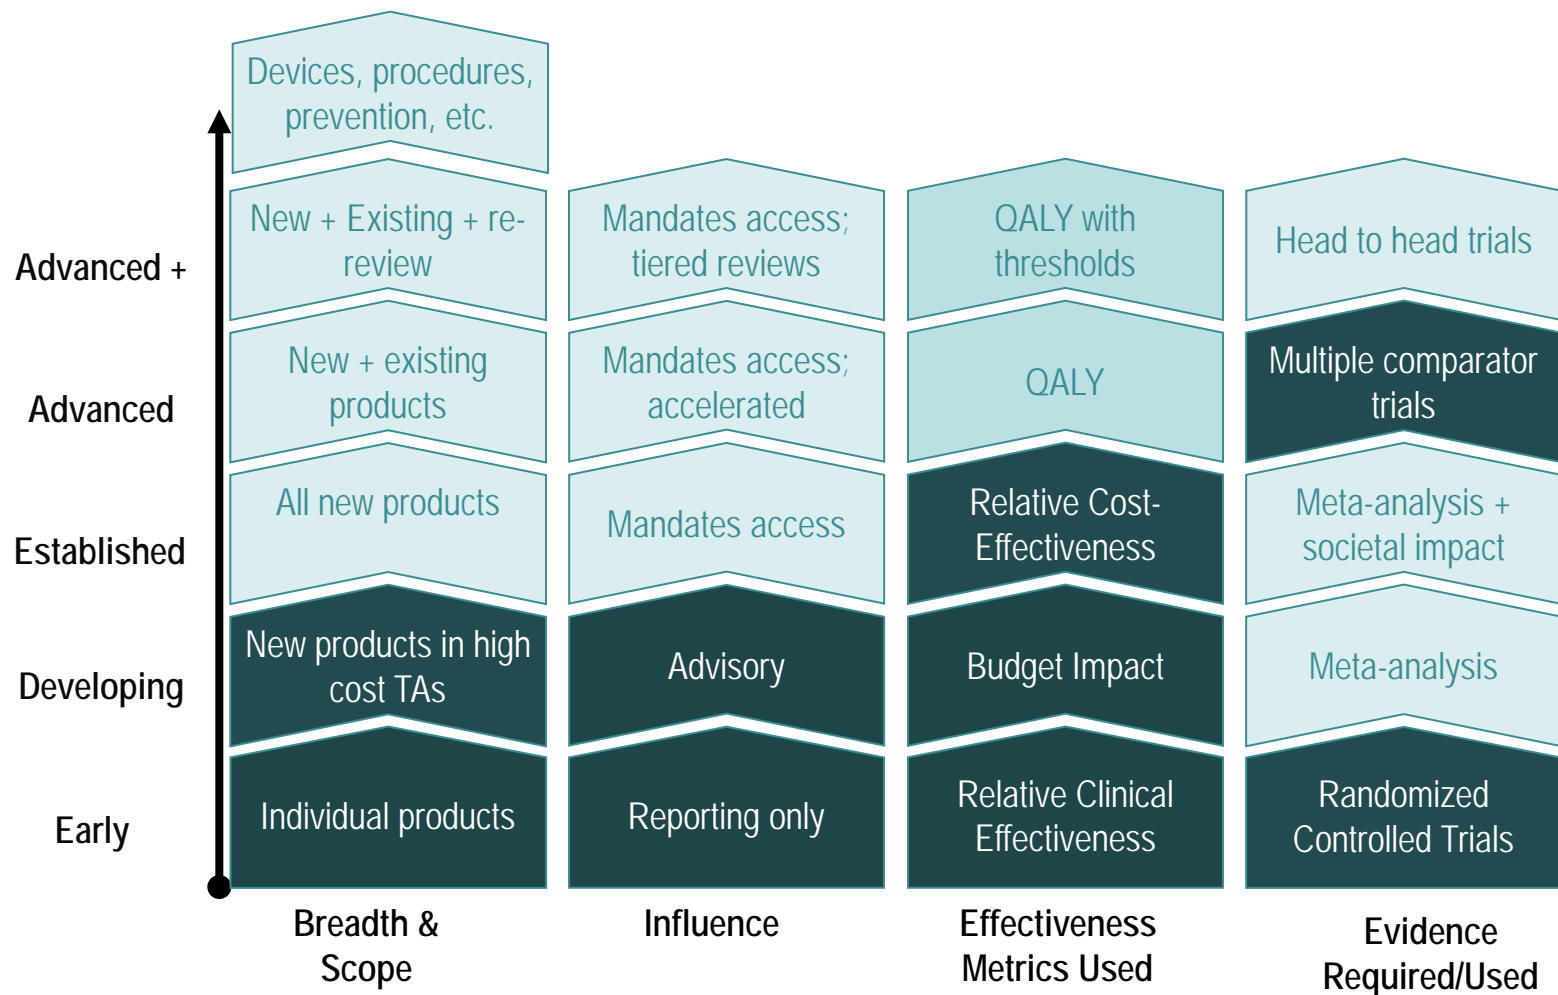 Devices, procedures,
prevention, etc.
Advanced +
New + Existing + re-
review
Mandates access;
tiered reviews
QALY with
thresholds
Head to head trials
Advanced
New + existing
products
Mandates access;
accelerated
QALY
Multiple comparator
trials
Established
All new products
Mandates access
Relative Cost-
Effectiveness
Meta-analysis +
societal impact
Developing
New products in high
cost TAs
Advisory
Budget Impact
Meta-analysis
Early
Individual products
Reporting only
Relative Clinical
Effectiveness
Randomized
Controlled Trials
Breadth &
Scope
Influence
Effectiveness
Metrics Used
Evidence
Required/Used